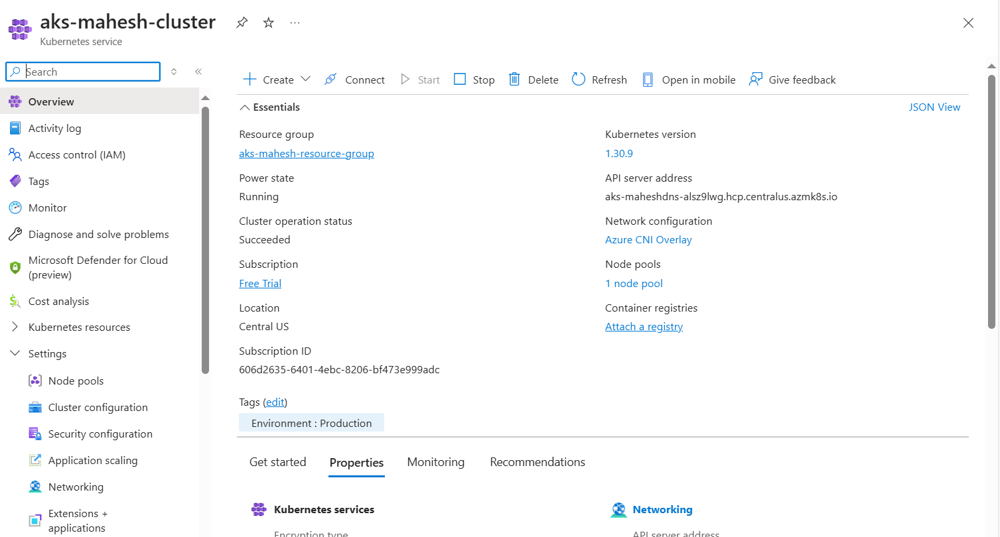 aks-mahesh-cluster
Kubernetes service
Search
Overview
Activity log
Access control (IAM)
Tags
Monitor
Diagnose and solve problems
Microsoft Defender for Cloud
(preview)
Cost analysis
Kubernetes resources
Settings
Node pools
Cluster configuration
Security configuration
Application scaling
Networking
Extensions +
applications
Create
Connect
Start
Stop
Delete
Refresh
Open in mobile
Give feedback
Essentials
JSON View
Resource group
aks-mahesh-resource-group
Power state
Running
Cluster operation status
Succeeded
Subscription
Free Trial
Location
Central US
Subscription ID
606d2635-6401-4ebc-8206-bf473e999adc
Kubernetes version
1.30.9
API server address
aks-maheshdns-alsz9lwg.hcp.centralus.azmk8s.io
Network configuration
Azure CNI Overlay
Node pools
1 node pool
Container registries
Attach a registry
Tags (edit)
Environment : Production
Get started
Properties
Monitoring
Recommendations
Kubernetes services
Encryption type
Networking
API server address